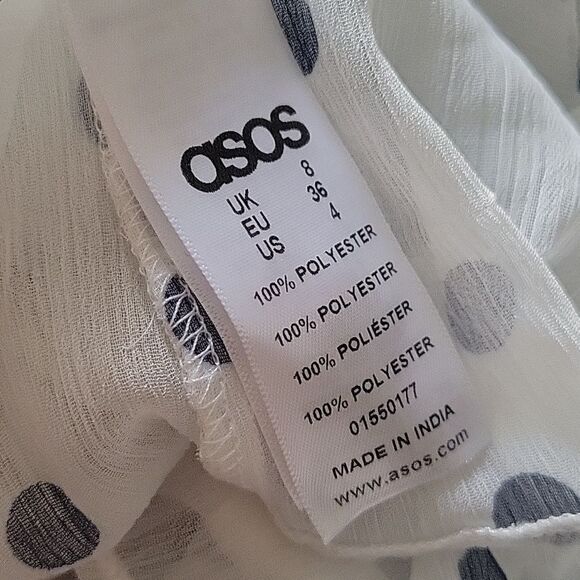 asos
UK 8
EU 36
US 4
100% POLYESTER
100% POLYESTER
100% POLIÉSTER
100% POLYESTER
01550177
MADE IN INDIA
www.asos.com